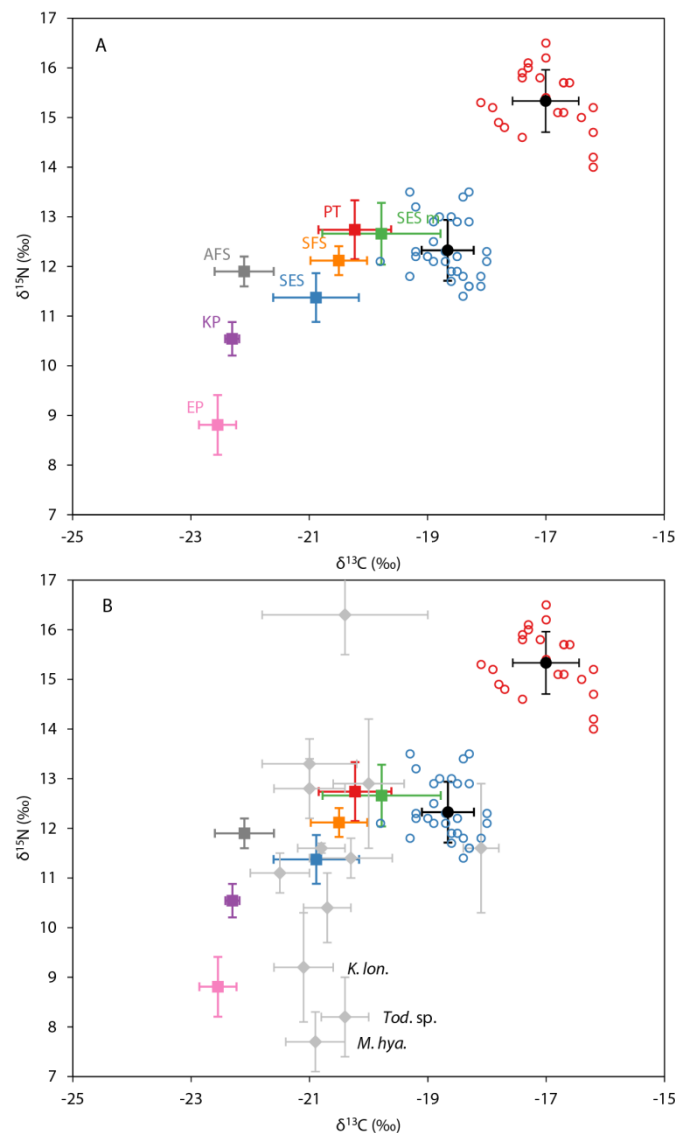 17
A
16
15
14
PT
SES np
13
SFS
AFS
12
SES
11
KP
10
EP
9
8
7
-25 -23 -21 -19 -17 -15
δ15N (‰)
δ13C (‰)
17
B
16
15
14
13
12
11
10
K. lon.
9
Tod. sp.
8
M. hya.
7
-25 -23 -21 -19 -17 -15
δ15N (‰)
δ13C (‰)